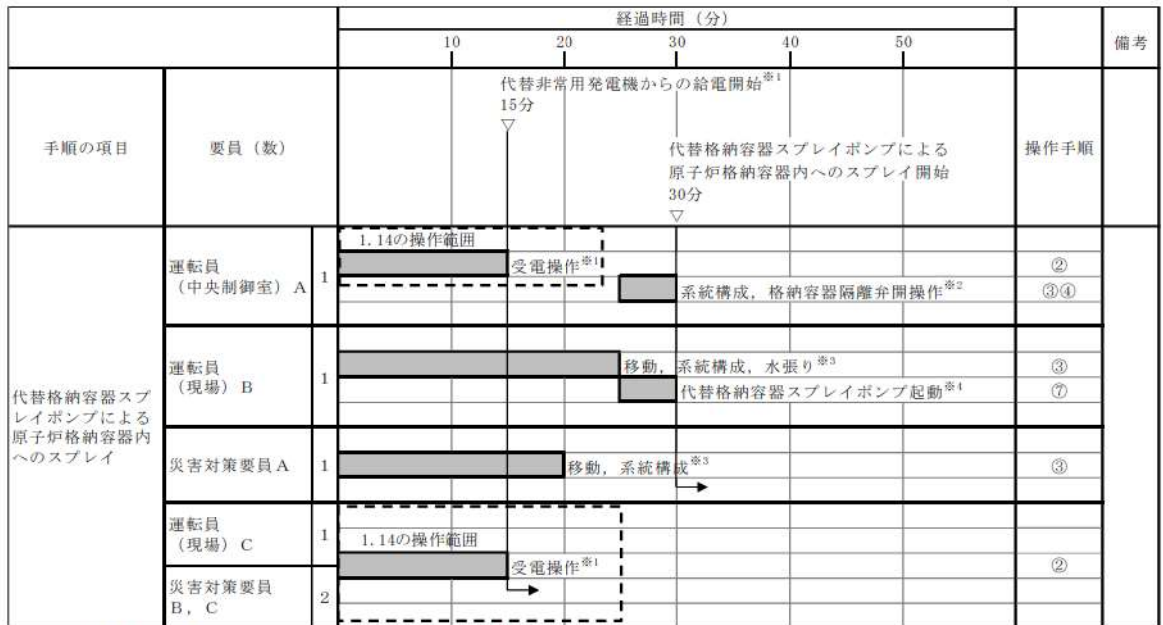 経過時間（分）
10 20 30 40 50
備考
手順の項目
要員（数）
操作手順
代替非常用発電機からの給電開始※1
15分
▽
代替格納容器スプレイポンプによる
原子炉格納容器内へのスプレイ開始
30分
▽
代替格納容器スプ
レイポンプによる
原子炉格納容器内
へのスプレイ
運転員
（中央制御室）A
1
1.14の操作範囲
受電操作※1
②
系統構成，格納容器隔離弁開操作※2
③④
運転員
（現場）B
1
移動，系統構成，水張り※3
③
代替格納容器スプレイポンプ起動※4
⑦
災害対策要員A
1
移動，系統構成※3
③
運転員
（現場）C
1
1.14の操作範囲
受電操作※1
②
災害対策要員
B，C
2